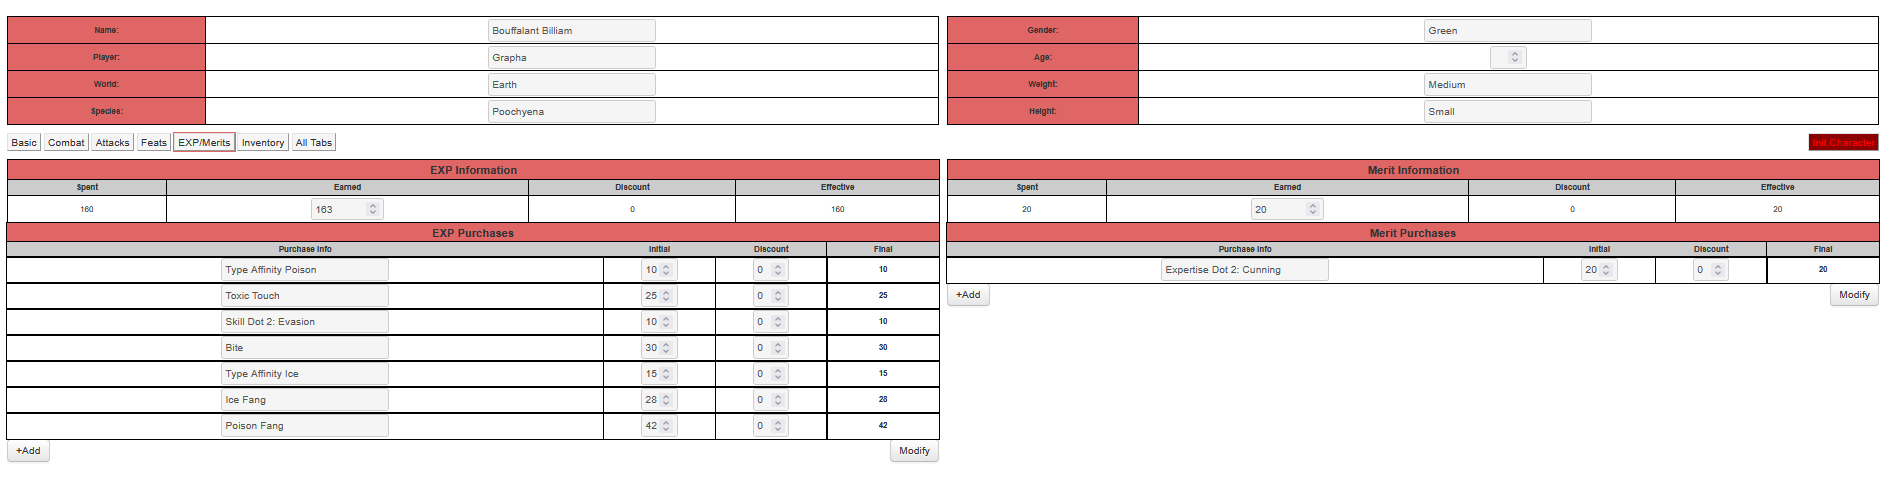 Name: Bouffalant Billiam Gender: Green
Player: Grapha Age:
World: Earth Weight: Medium
Species: Poochyena Height: Small
Basic Combat Attacks Feats EXP/Merits Inventory All Tabs Init Character
EXP Information Merit Information
Spent Earned Discount Effective Spent Earned Discount Effective
160 163 0 160 20 20 0 20
EXP Purchases Merit Purchases
Purchase Info Initial Discount Final Purchase Info Initial Discount Final
Type Affinity Poison 10 0 10 Expertise Dot 2: Cunning 20 0 20
Toxic Touch 25 0 25 +Add Modify
Skill Dot 2: Evasion 10 0 10
Bite 30 0 30
Type Affinity Ice 15 0 15
Ice Fang 28 0 28
Poison Fang 42 0 42
+Add Modify